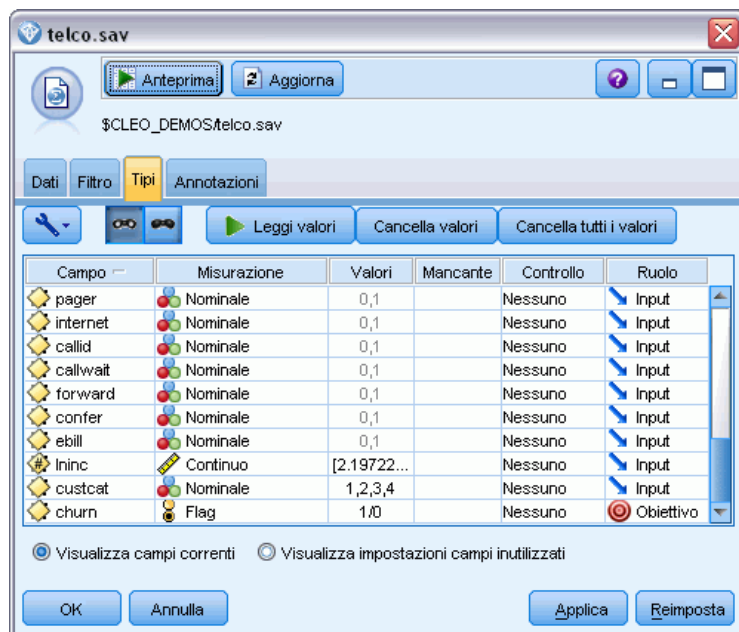 telco.sav
Anteprima Aggiorna
$CLEO_DEMOS/telco.sav
Dati Filtro Tipi Annotazioni
Leggi valori Cancella valori Cancella tutti i valori
Campo Misurazione Valori Mancante Controllo Ruolo
pager Nominale 0,1 Nessuno Input
internet Nominale 0,1 Nessuno Input
callid Nominale 0,1 Nessuno Input
callwait Nominale 0,1 Nessuno Input
forward Nominale 0,1 Nessuno Input
confer Nominale 0,1 Nessuno Input
ebill Nominale 0,1 Nessuno Input
lninc Continuo [2.19722... Nessuno Input
custcat Nominale 1,2,3,4 Nessuno Input
churn Flag 1/0 Nessuno Obiettivo
Visualizza campi correnti Visualizza impostazioni campi inutilizzati
OK Annulla Applica Reimposta